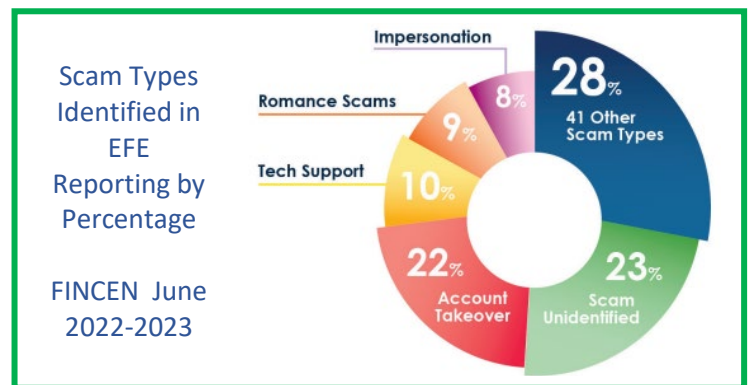 Scam Types
Identified in
EFE
Reporting by
Percentage
FINCEN June
2022-2023
Impersonation
8%
Romance Scams
9%
Tech Support
10%
28%
41 Other
Scam Types
22%
Account
Takeover
23%
Scam
Unidentified